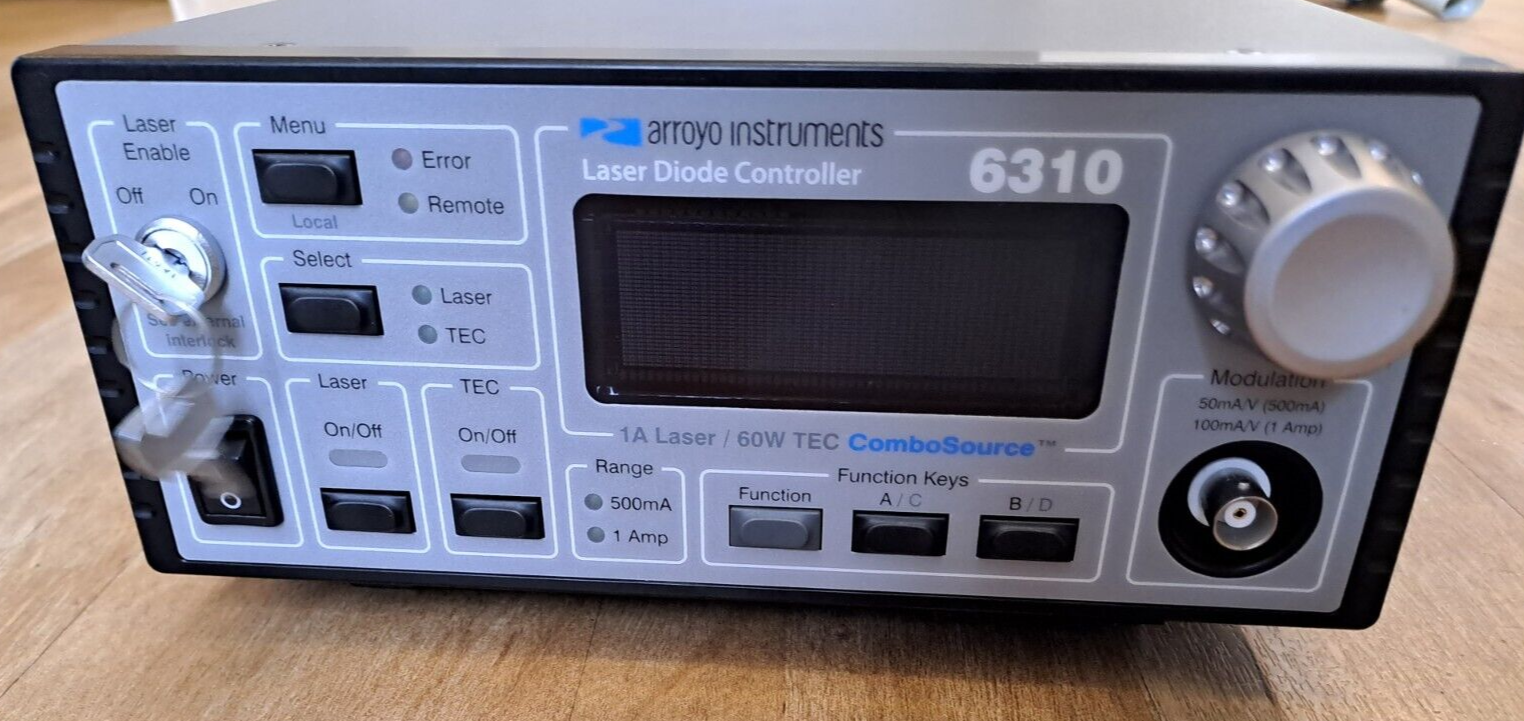 Laser
Enable
Off On
interlock
Menu
Error
Remote
Local
Select
Laser
TEC
Power
Laser
On/Off
TEC
On/Off
arroyo instruments
Laser Diode Controller
6310
1A Laser / 60W TEC ComboSource™
Range
500mA
1 Amp
Function Keys
Function
A / C
B / D
Modulation
50mA/V (500mA)
100mA/V (1 Amp)